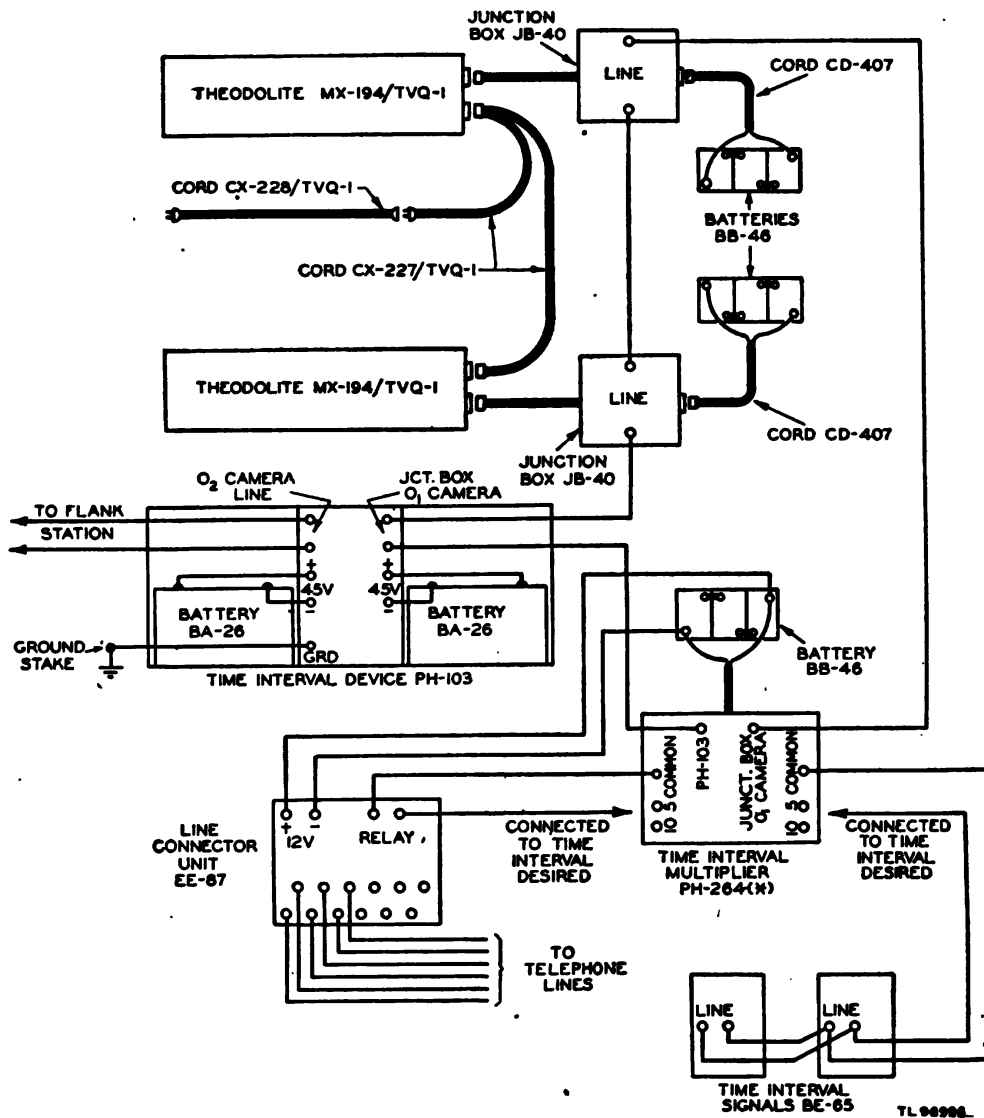 JUNCTION
BOX JB-40
THEODOLITE MX-194/TVQ-1
LINE
CORD CD-407
CORD CX-228/TVQ-1
BATTERIES
BB-46
CORD CX-227/TVQ-1
THEODOLITE MX-194/TVQ-1
LINE
CORD CD-407
JUNCTION
BOX JB-40
O2 CAMERA
LINE
JCT. BOX
O1 CAMERA
TO FLANK
STATION
+
45V
-
+
45V
-
BATTERY
BA-26
BATTERY
BA-26
GROUND
STAKE
GRD
TIME INTERVAL DEVICE PH-103
BATTERY
BB-46
COMMON
5
10
PH-103
JUNCT. BOX
O1 CAMERA
COMMON
5
10
LINE
CONNECTOR
UNIT
EE-87
+ -
12V
RELAY
CONNECTED
TO TIME
INTERVAL
DESIRED
TIME INTERVAL
MULTIPLIER
PH-264(*)
CONNECTED
TO TIME
INTERVAL
DESIRED
TO
TELEPHONE
LINES
LINE
LINE
TIME INTERVAL
SIGNALS BE-65